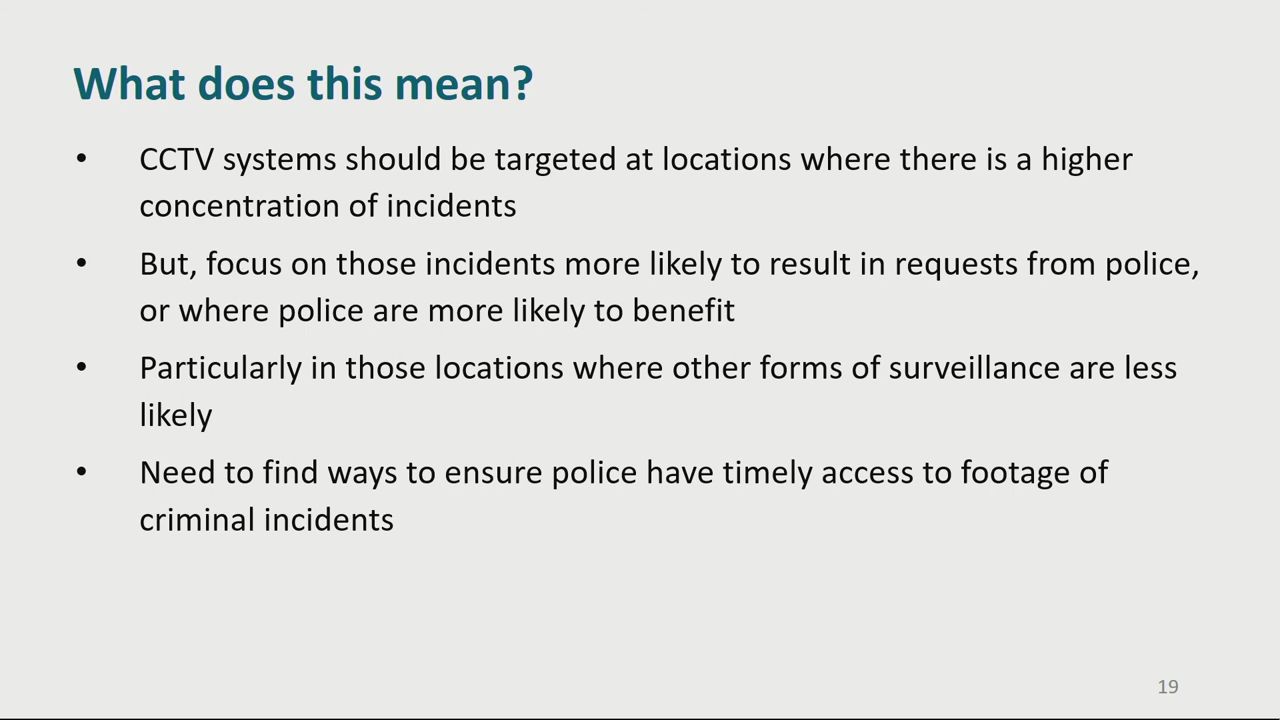 What does this mean?
• CCTV systems should be targeted at locations where there is a higher
concentration of incidents
• But, focus on those incidents more likely to result in requests from police,
or where police are more likely to benefit
• Particularly in those locations where other forms of surveillance are less
likely
• Need to find ways to ensure police have timely access to footage of
criminal incidents
19